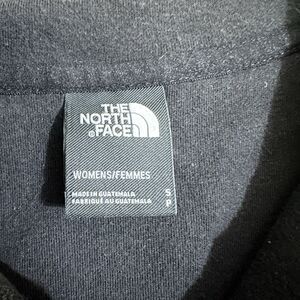 THE
NORTH
FACE
WOMENS/FEMMES
MADE IN GUATEMALA
FABRIQUÉ AU GUATEMALA
S
P